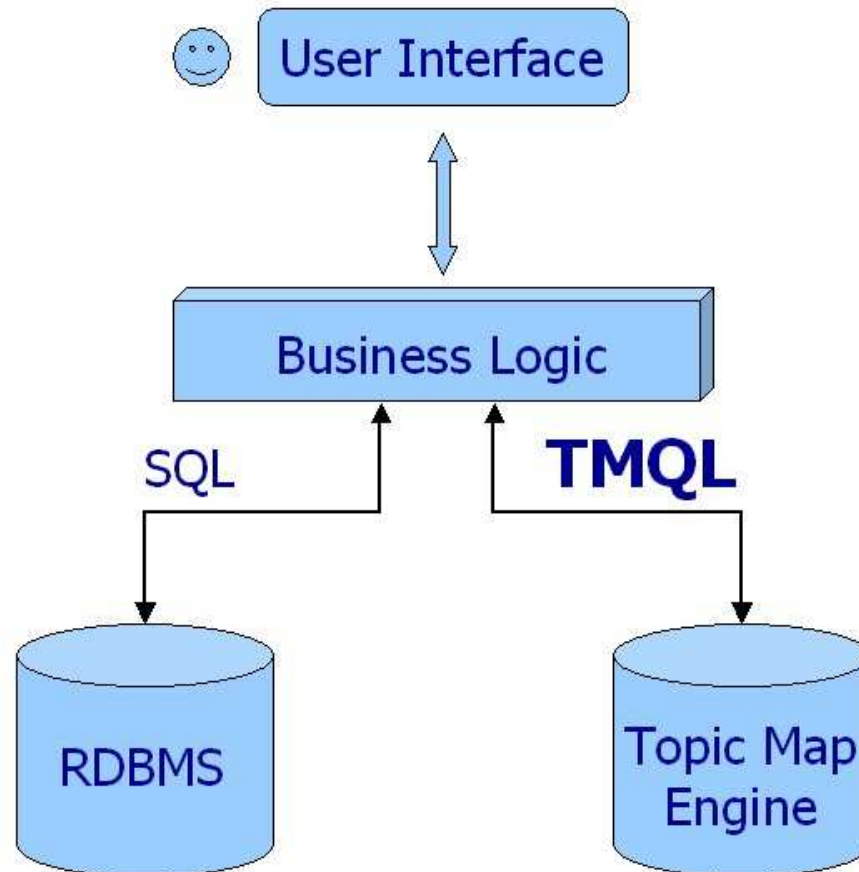 User Interface
Business Logic
SQL
TMQL
RDBMS
Topic Map
Engine